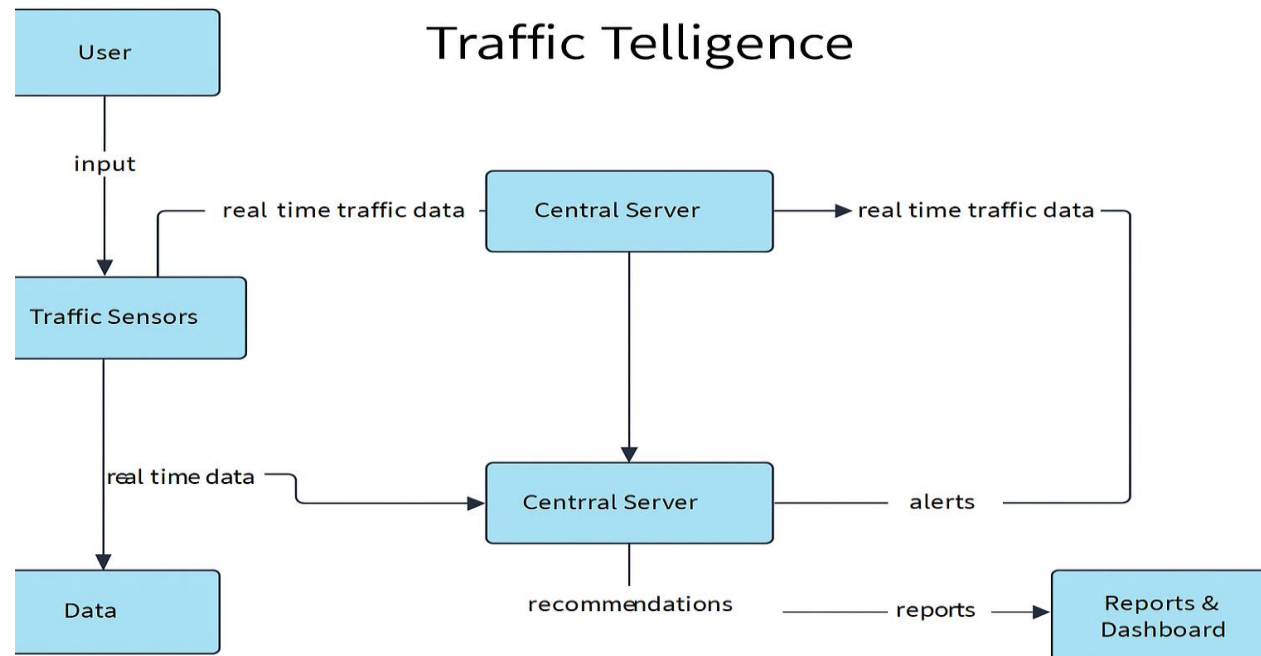 Traffic Telligence
User
input
real time traffic data
Central Server
real time traffic data
Traffic Sensors
real time data
Centrral Server
alerts
Data
recommendations
reports
Reports &
Dashboard